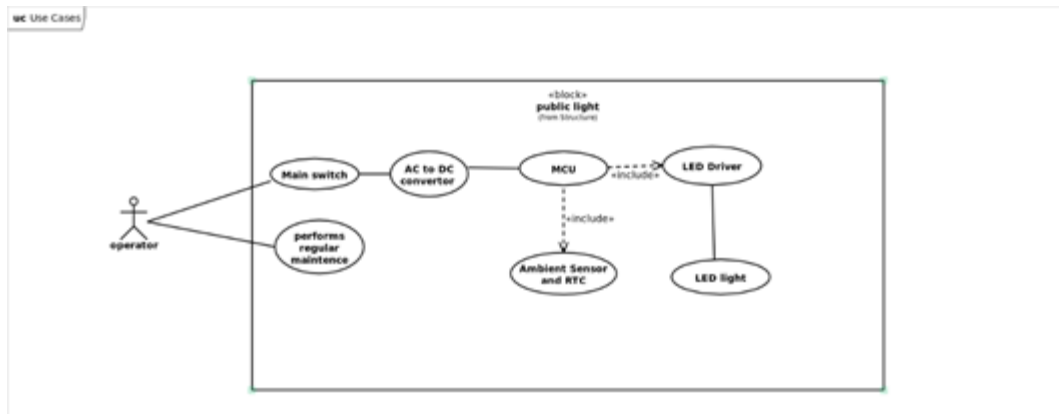 uc Use Cases
«block»
public light
(from Structure)
Main switch
AC to DC
convertor
MCU
«include»
LED Driver
«include»
operator
performs
regular
maintence
Ambient Sensor
and RTC
LED light